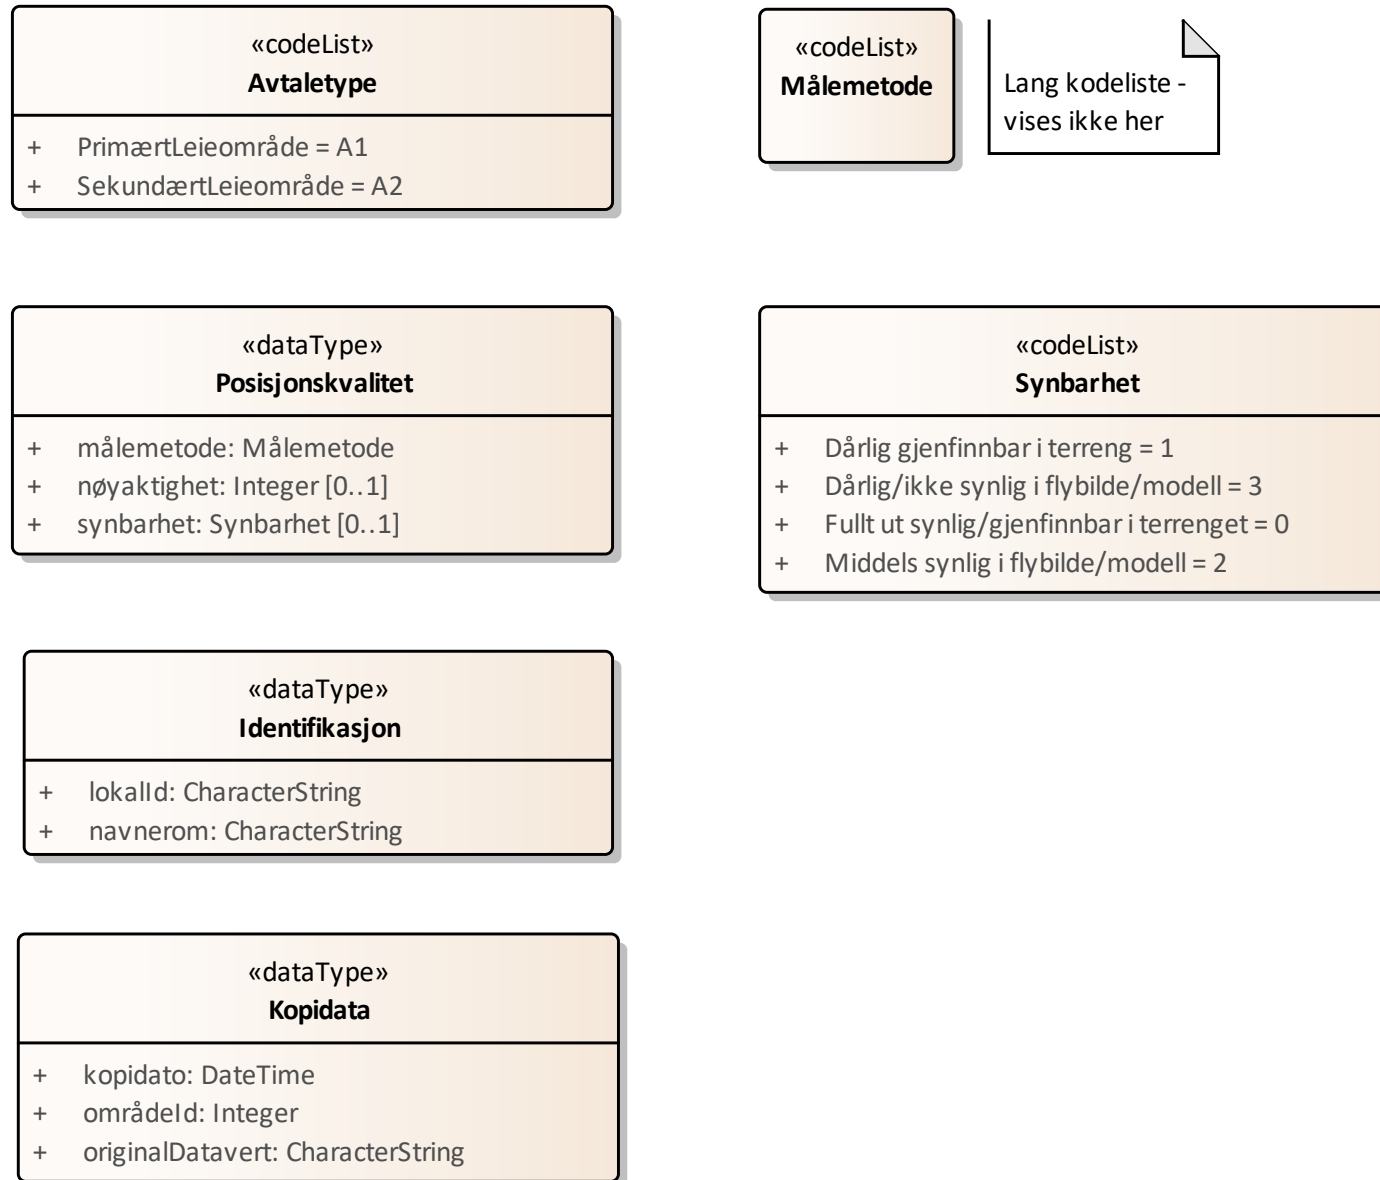 «codeList»
Avtaletype
+ PrimærtLeieområde = A1
+ SekundærtLeieområde = A2
«codeList»
Målemetode
Lang kodeliste -
vises ikke her
«dataType»
Posisjonskvalitet
+ målemetode: Målemetode
+ nøyaktighet: Integer [0..1]
+ synbarhet: Synbarhet [0..1]
«codeList»
Synbarhet
+ Dårlig gjenfinnbar i terreng = 1
+ Dårlig/ikke synlig i flybilde/modell = 3
+ Fullt ut synlig/gjenfinnbar i terrenget = 0
+ Middels synlig i flybilde/modell = 2
«dataType»
Identifikasjon
+ lokalId: CharacterString
+ navnerom: CharacterString
«dataType»
Kopidata
+ kopidato: DateTime
+ områdeId: Integer
+ originalDatavert: CharacterString